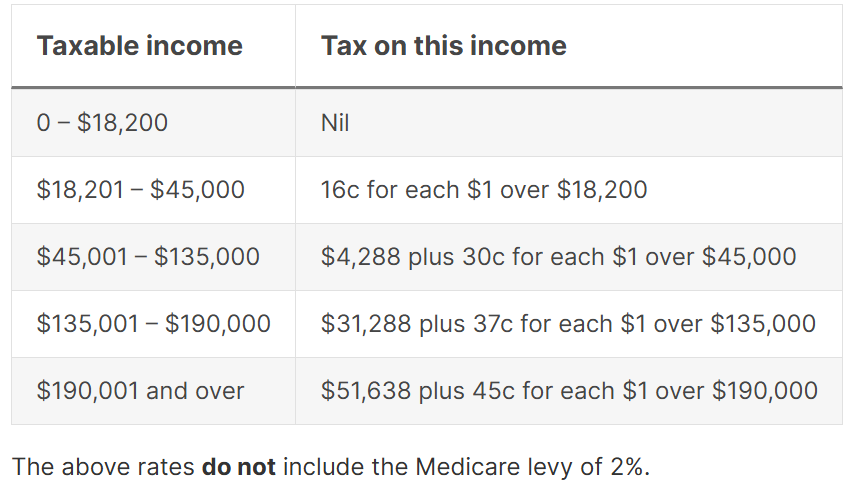 Taxable income Tax on this income
0 – $18,200 Nil
$18,201 – $45,000 16c for each $1 over $18,200
$45,001 – $135,000 $4,288 plus 30c for each $1 over $45,000
$135,001 – $190,000 $31,288 plus 37c for each $1 over $135,000
$190,001 and over $51,638 plus 45c for each $1 over $190,000
The above rates do not include the Medicare levy of 2%.